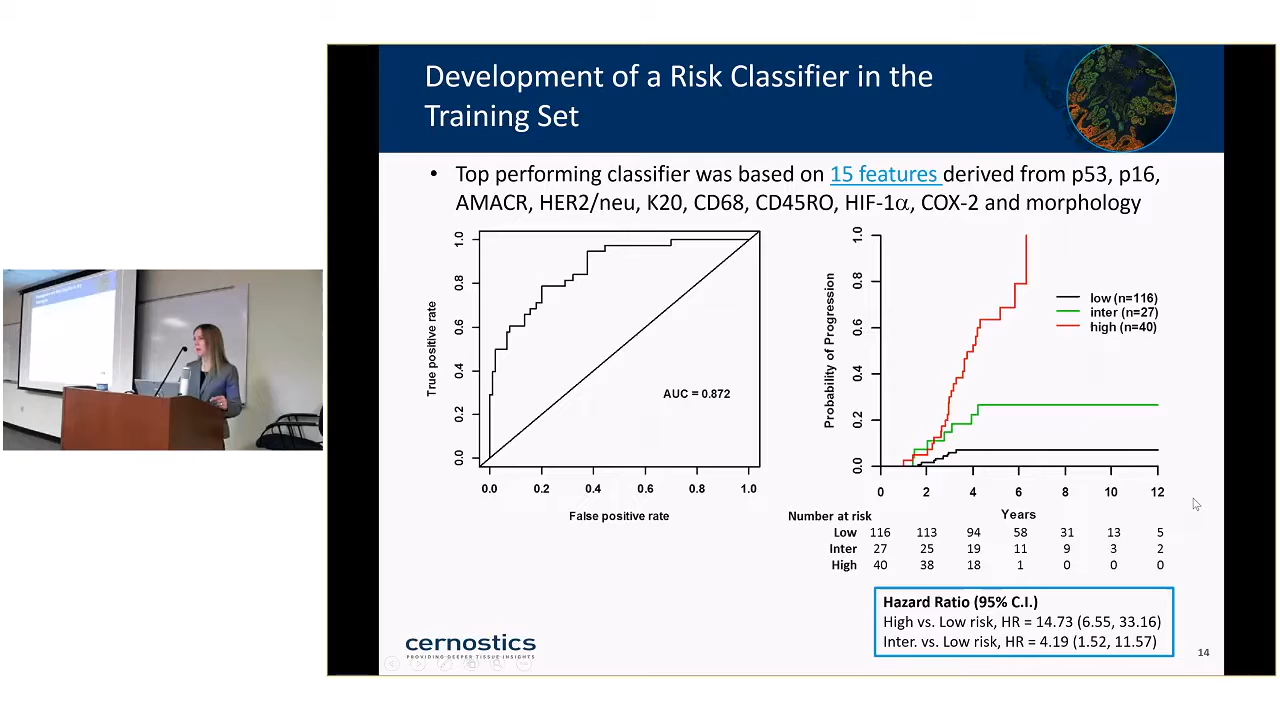 Development of a Risk Classifier in the
Training Set
• Top performing classifier was based on 15 features derived from p53, p16,
AMACR, HER2/neu, K20, CD68, CD45RO, HIF-1α, COX-2 and morphology
True positive rate
0.0 0.2 0.4 0.6 0.8 1.0
AUC = 0.872
0.0 0.2 0.4 0.6 0.8 1.0
False positive rate
Probability of Progression
0.0 0.2 0.4 0.6 0.8 1.0
low (n=116)
inter (n=27)
high (n=40)
0 2 4 6 8 10 12
Years
Number at risk
Low 116 113 94 58 31 13 5
Inter 27 25 19 11 9 3 2
High 40 38 18 1 0 0 0
Hazard Ratio (95% C.I.)
High vs. Low risk, HR = 14.73 (6.55, 33.16)
Inter. vs. Low risk, HR = 4.19 (1.52, 11.57)
cernostics
PROVIDING DEEPER TISSUE INSIGHTS
14